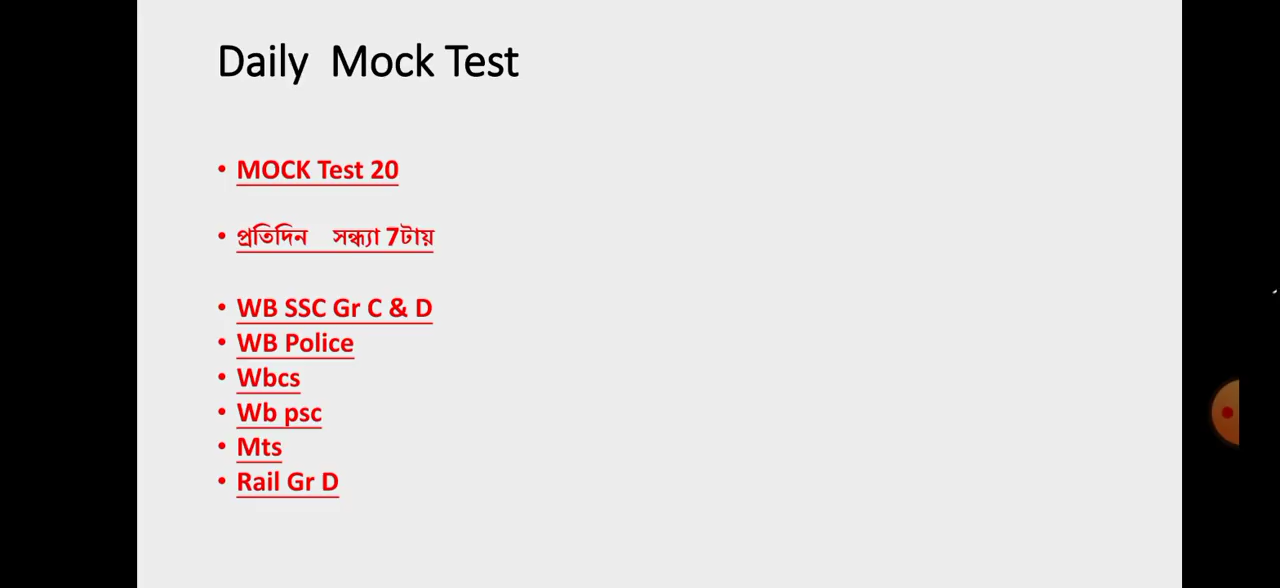 Daily Mock Test
• MOCK Test 20
• প্রতিদিন সন্ধ্যা 7টায়
• WB SSC Gr C & D
• WB Police
• Wbcs
• Wb psc
• Mts
• Rail Gr D